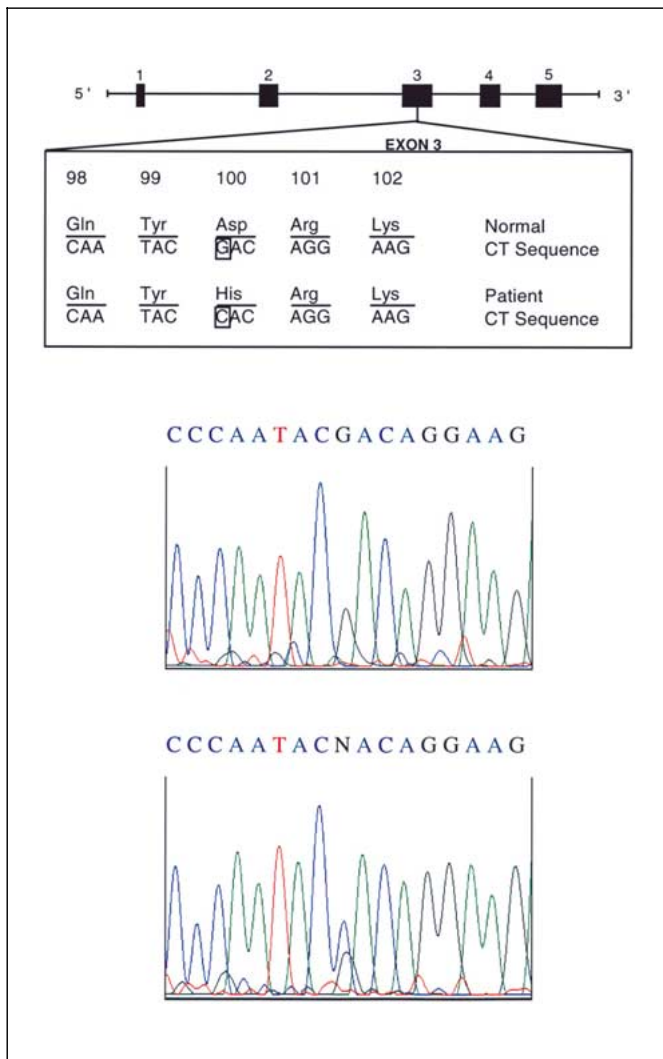 1 2 3 4 5
5 ' 3 '
EXON 3
98 99 100 101 102
Gln Tyr Asp Arg Lys Normal
CAA TAC GAC AGG AAG CT Sequence
Gln Tyr His Arg Lys Patient
CAA TAC CAC AGG AAG CT Sequence
C C C A A T A C G A C A G G A A G
C C C A A T A C N A C A G G A A G